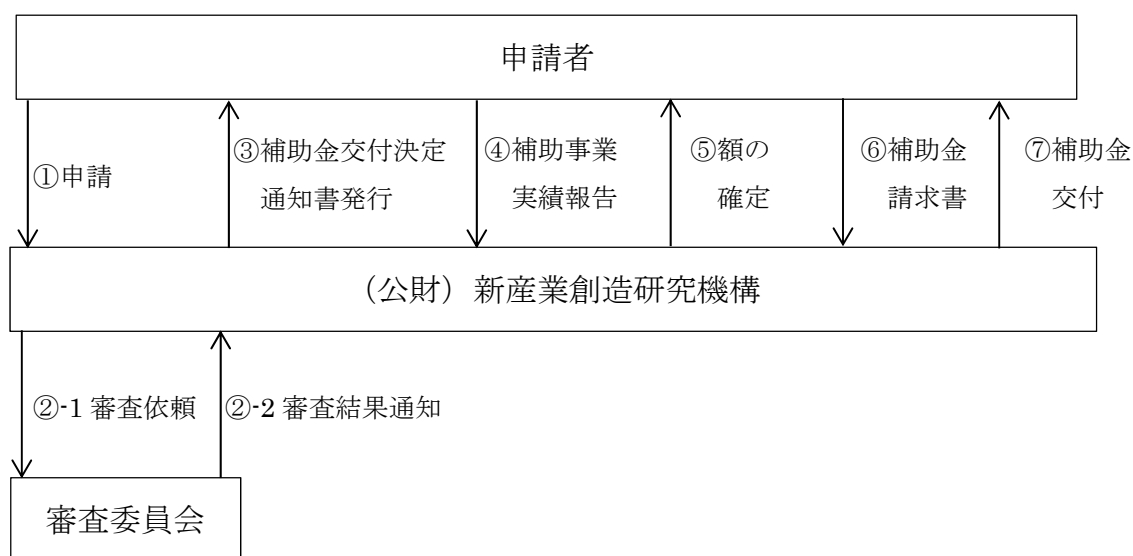 申請者
①申請
③補助金交付決定
通知書発行
④補助事業
実績報告
⑤額の
確定
⑥補助金
請求書
⑦補助金
交付
（公財）新産業創造研究機構
②-1 審査依頼
②-2 審査結果通知
審査委員会